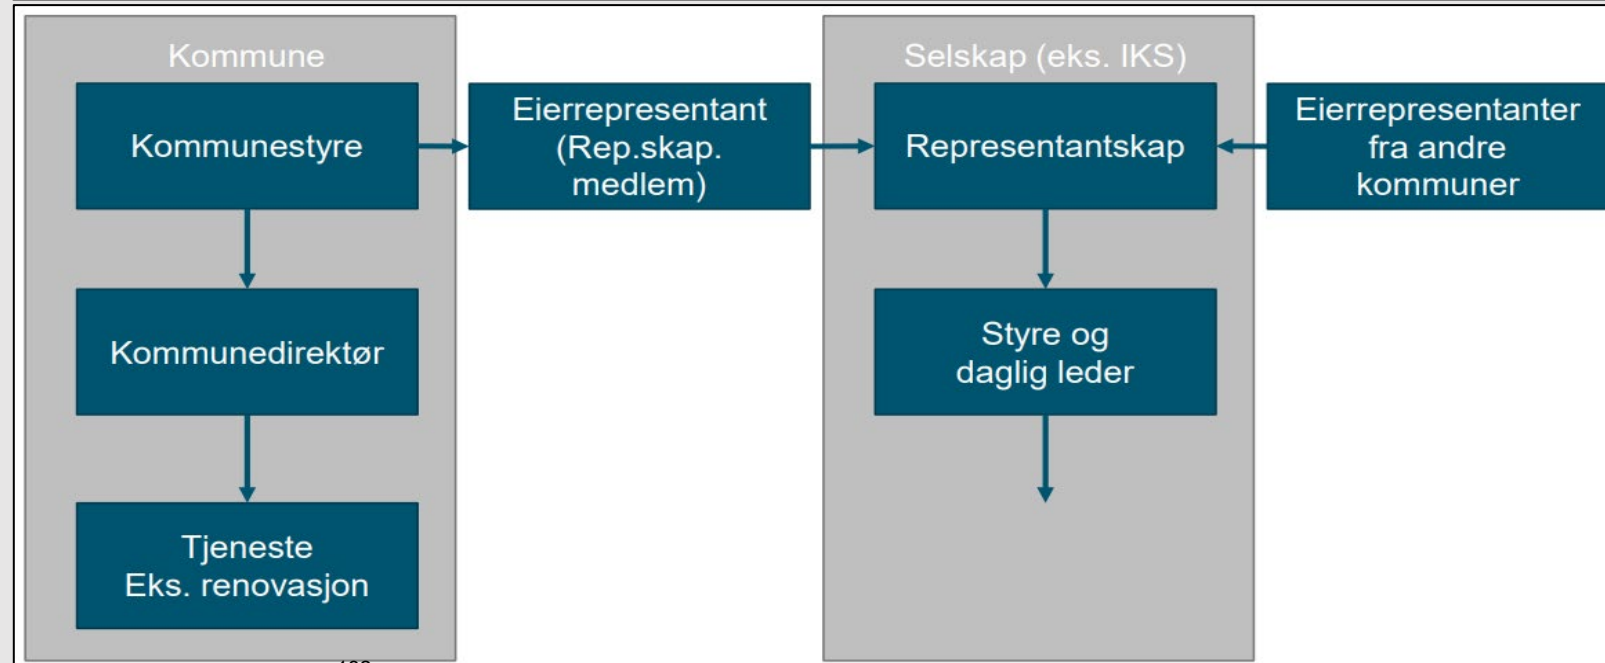 Kommune
Kommunestyre
Kommunedirektør
Tjeneste
Eks. renovasjon
Eierrepresentant
(Rep.skap.
medlem)
Selskap (eks. IKS)
Representantskap
Styre og
daglig leder
Eierrepresentanter
fra andre
kommuner